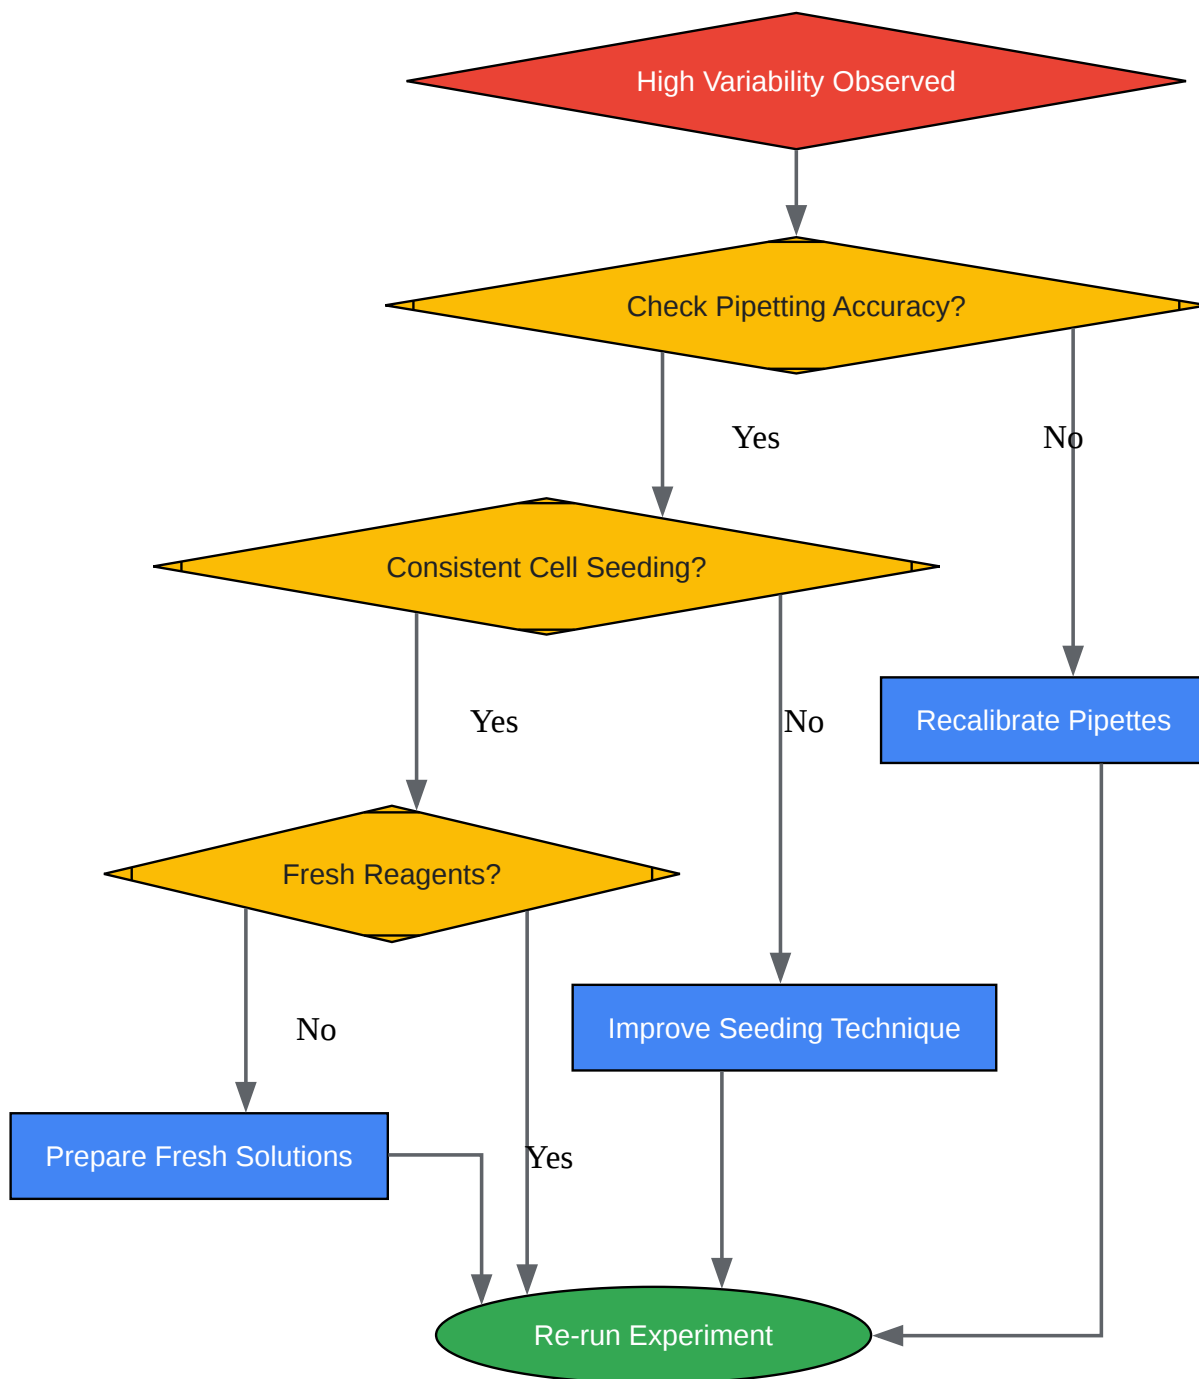 High Variability Observed
Check Pipetting Accuracy?
Yes
No
Consistent Cell Seeding?
Yes
No
Recalibrate Pipettes
Fresh Reagents?
No
Improve Seeding Technique
Prepare Fresh Solutions
Yes
Re-run Experiment